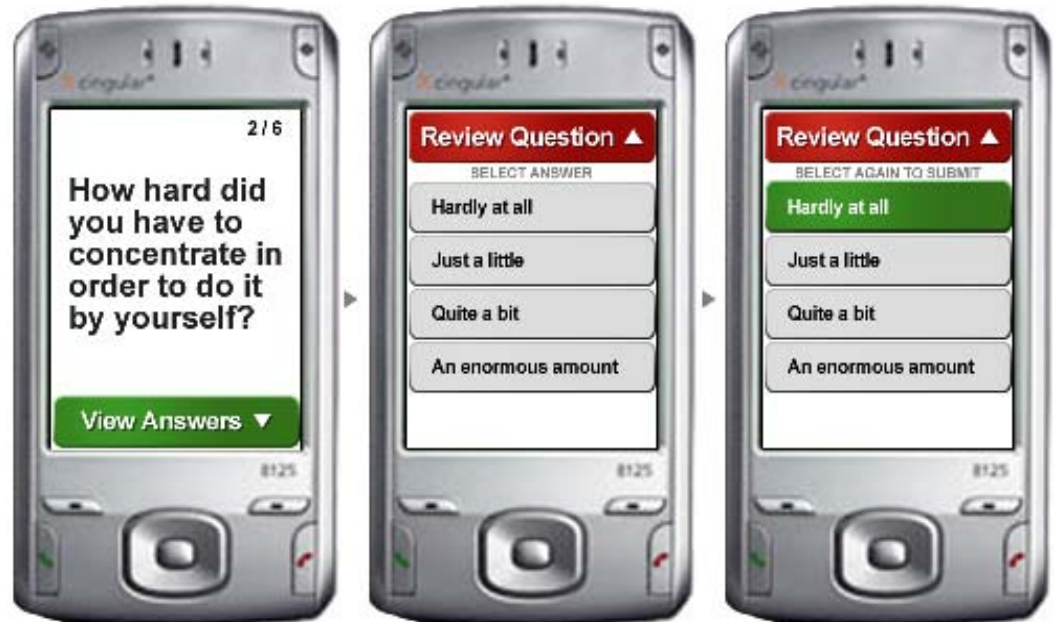 cingular
2/6
How hard did
you have to
concentrate in
order to do it
by yourself?
View Answers ▼
8125
cingular
Review Question ▲
SELECT ANSWER
Hardly at all
Just a little
Quite a bit
An enormous amount
8125
cingular
Review Question ▲
SELECT AGAIN TO SUBMIT
Hardly at all
Just a little
Quite a bit
An enormous amount
8125